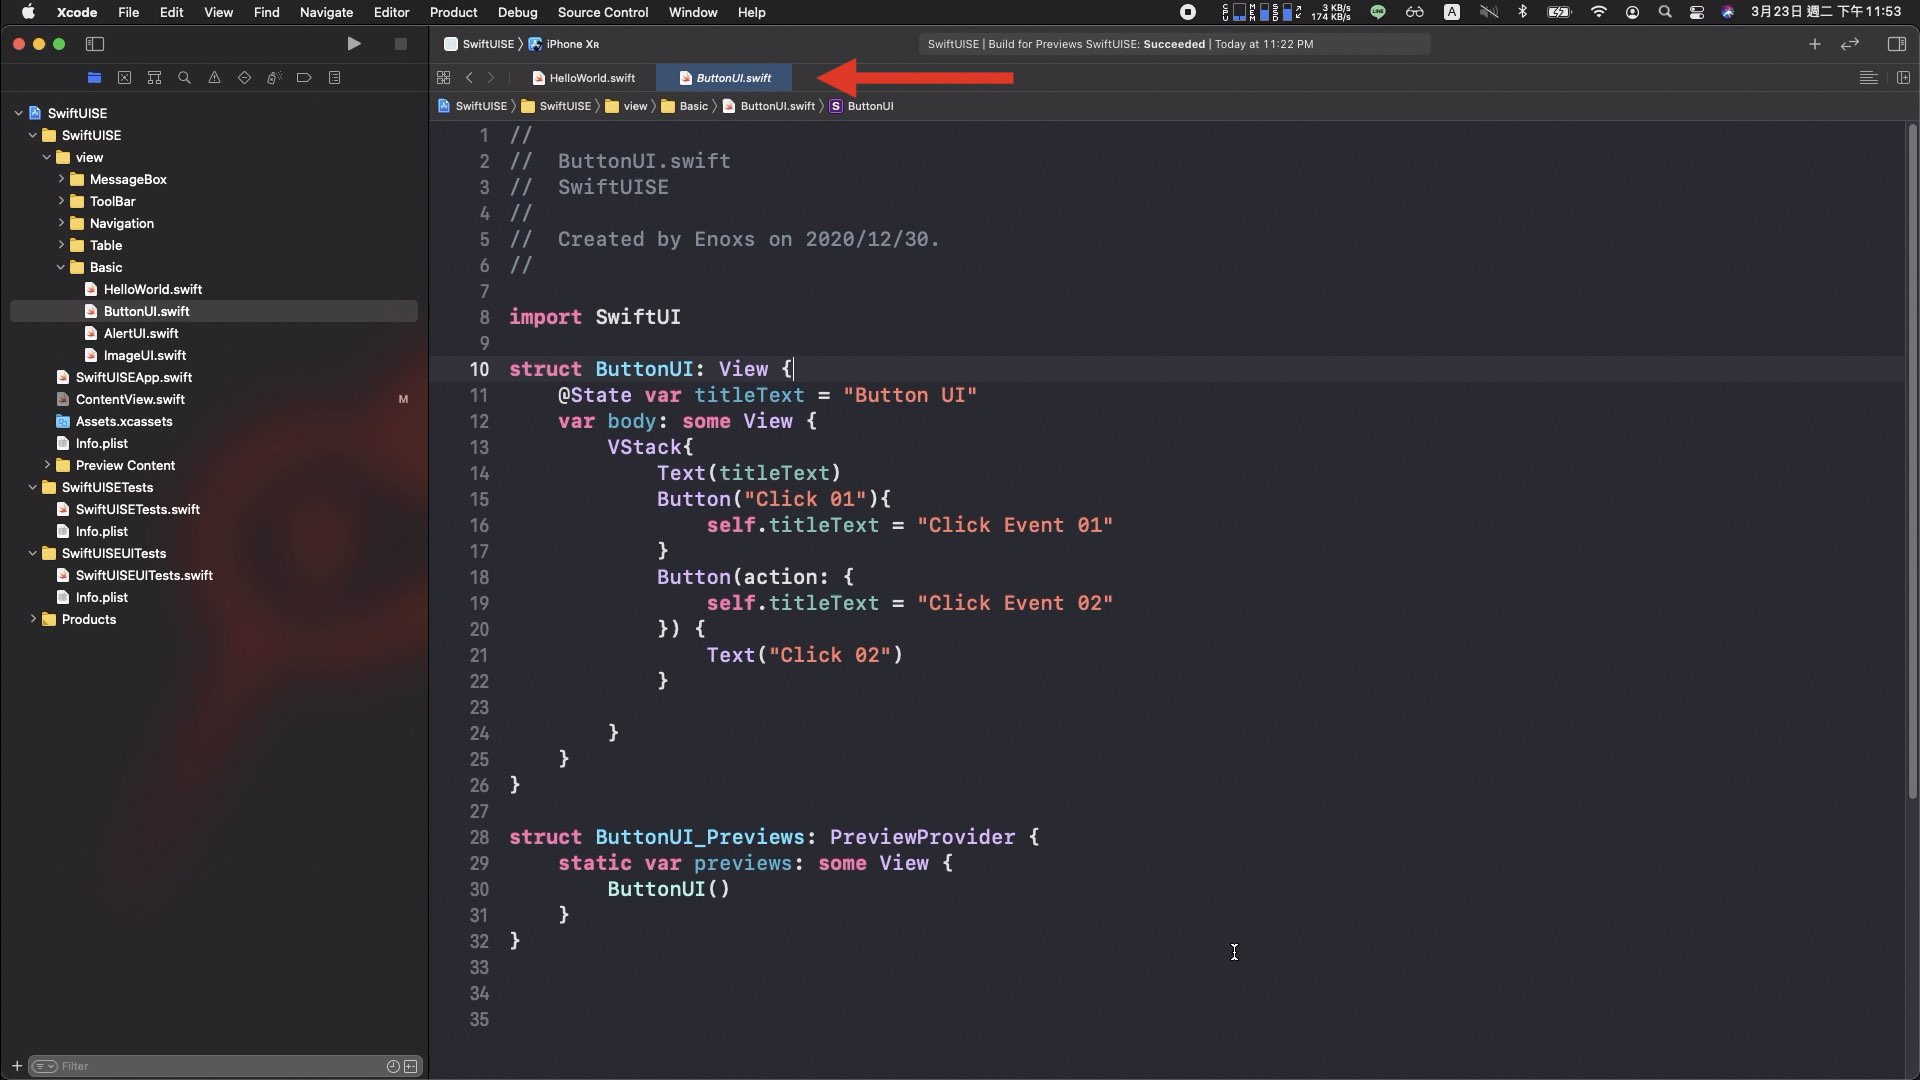 Xcode File Edit View Find Navigate Editor Product Debug Source Control Window Help
3 KB/s
174 KB/s
LINE
A
3月23日 週二 下午11:53
SwiftUISE 〉 iPhone Xʀ
SwiftUISE | Build for Previews SwiftUISE: Succeeded | Today at 11:22 PM
HelloWorld.swift
ButtonUI.swift
SwiftUISE 〉 SwiftUISE 〉 view 〉 Basic 〉 ButtonUI.swift 〉 S ButtonUI
SwiftUISE
SwiftUISE
view
MessageBox
ToolBar
Navigation
Table
Basic
HelloWorld.swift
ButtonUI.swift
AlertUI.swift
ImageUI.swift
SwiftUISEApp.swift
ContentView.swift M
Assets.xcassets
Info.plist
Preview Content
SwiftUISETests
SwiftUISETests.swift
Info.plist
SwiftUISEUITests
SwiftUISEUITests.swift
Info.plist
Products
Filter
1 //
2 //  ButtonUI.swift
3 //  SwiftUISE
4 //
5 //  Created by Enoxs on 2020/12/30.
6 //
7
8 import SwiftUI
9
10 struct ButtonUI: View {
11     @State var titleText = "Button UI"
12     var body: some View {
13         VStack{
14             Text(titleText)
15             Button("Click 01"){
16                 self.titleText = "Click Event 01"
17             }
18             Button(action: {
19                 self.titleText = "Click Event 02"
20             }) {
21                 Text("Click 02")
22             }
23
24         }
25     }
26 }
27
28 struct ButtonUI_Previews: PreviewProvider {
29     static var previews: some View {
30         ButtonUI()
31     }
32 }
33
34
35